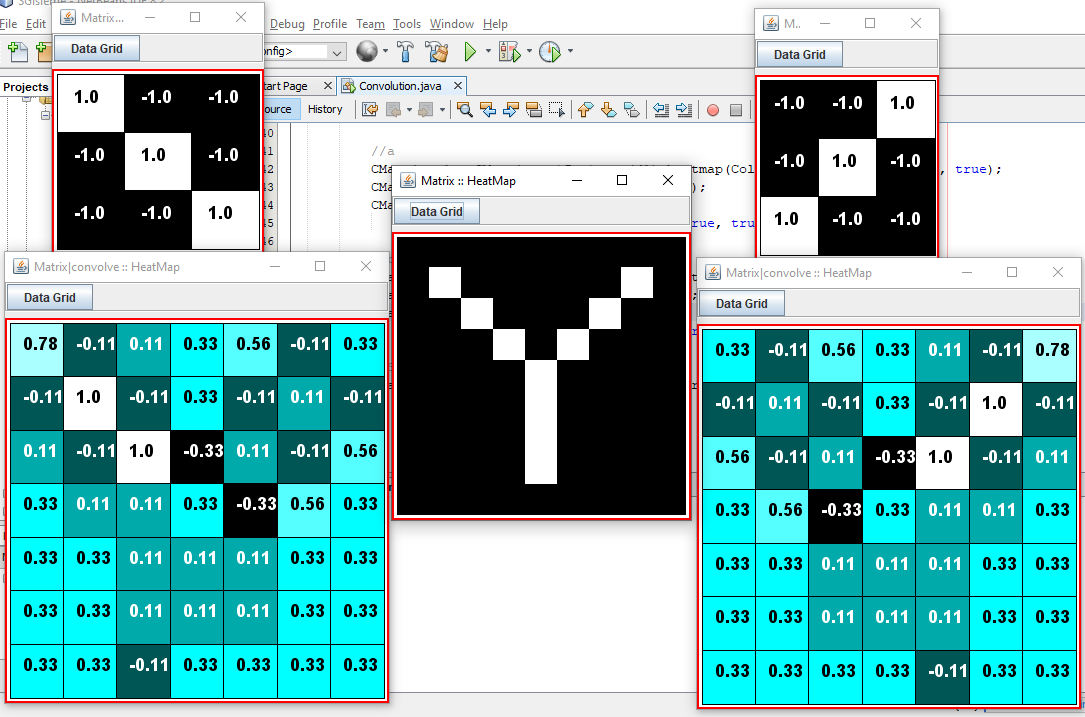 Matrix...
M..
File Edit
Debug Profile Team Tools Window Help
Data Grid
Data Grid
nfig>
Projects
1.0 -1.0 -1.0
-1.0 1.0 -1.0
-1.0 -1.0 1.0
-1.0 -1.0 1.0
-1.0 1.0 -1.0
1.0 -1.0 -1.0
tart Page
Convolution.java
ource
History
40
41 //a
42
43
44
45
46
tmap(Col
, true);
);
rue, tru
Matrix :: HeatMap
Data Grid
Matrix|convolve :: HeatMap
Data Grid
0.78 -0.11 0.11 0.33 0.56 -0.11 0.33
-0.11 1.0 -0.11 0.33 -0.11 0.11 -0.11
0.11 -0.11 1.0 -0.33 0.11 -0.11 0.56
0.33 0.11 0.11 0.33 -0.33 0.56 0.33
0.33 0.33 0.11 0.11 0.11 0.33 0.33
0.33 0.33 0.11 0.11 0.11 0.33 0.33
0.33 0.33 -0.11 0.33 0.33 0.33 0.33
Matrix|convolve :: HeatMap
Data Grid
0.33 -0.11 0.56 0.33 0.11 -0.11 0.78
-0.11 0.11 -0.11 0.33 -0.11 1.0 -0.11
0.56 -0.11 0.11 -0.33 1.0 -0.11 0.11
0.33 0.56 -0.33 0.33 0.11 0.11 0.33
0.33 0.33 0.11 0.11 0.11 0.33 0.33
0.33 0.33 0.11 0.11 0.11 0.33 0.33
0.33 0.33 0.33 0.33 -0.11 0.33 0.33